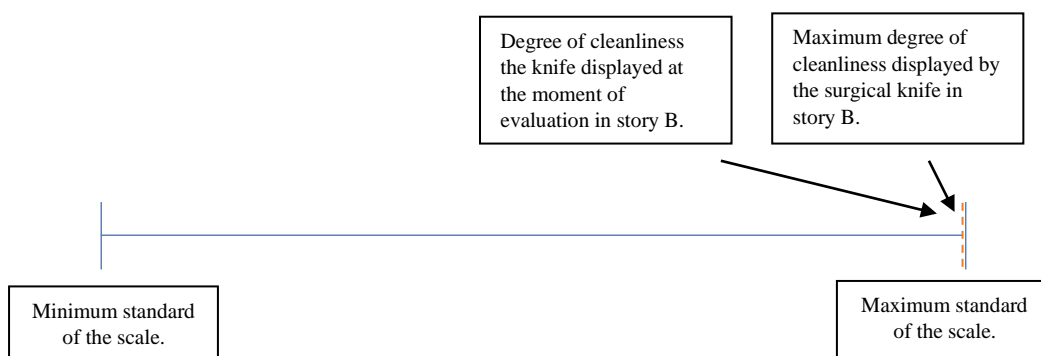 Degree of cleanliness
the knife displayed at
the moment of
evaluation in story B.
Maximum degree of
cleanliness displayed by
the surgical knife in
story B.
Minimum standard
of the scale.
Maximum standard
of the scale.